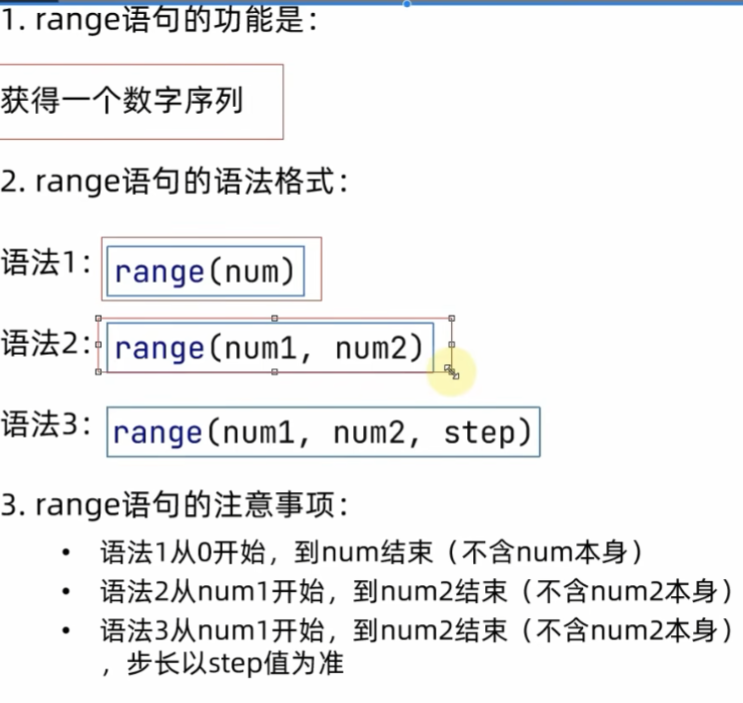 1. range语句的功能是：
获得一个数字序列
2. range语句的语法格式：
语法1：range(num)
语法2：range(num1, num2)
语法3：range(num1, num2, step)
3. range语句的注意事项：
• 语法1从0开始，到num结束（不含num本身）
• 语法2从num1开始，到num2结束（不含num2本身）
• 语法3从num1开始，到num2结束（不含num2本身）
，步长以step值为准